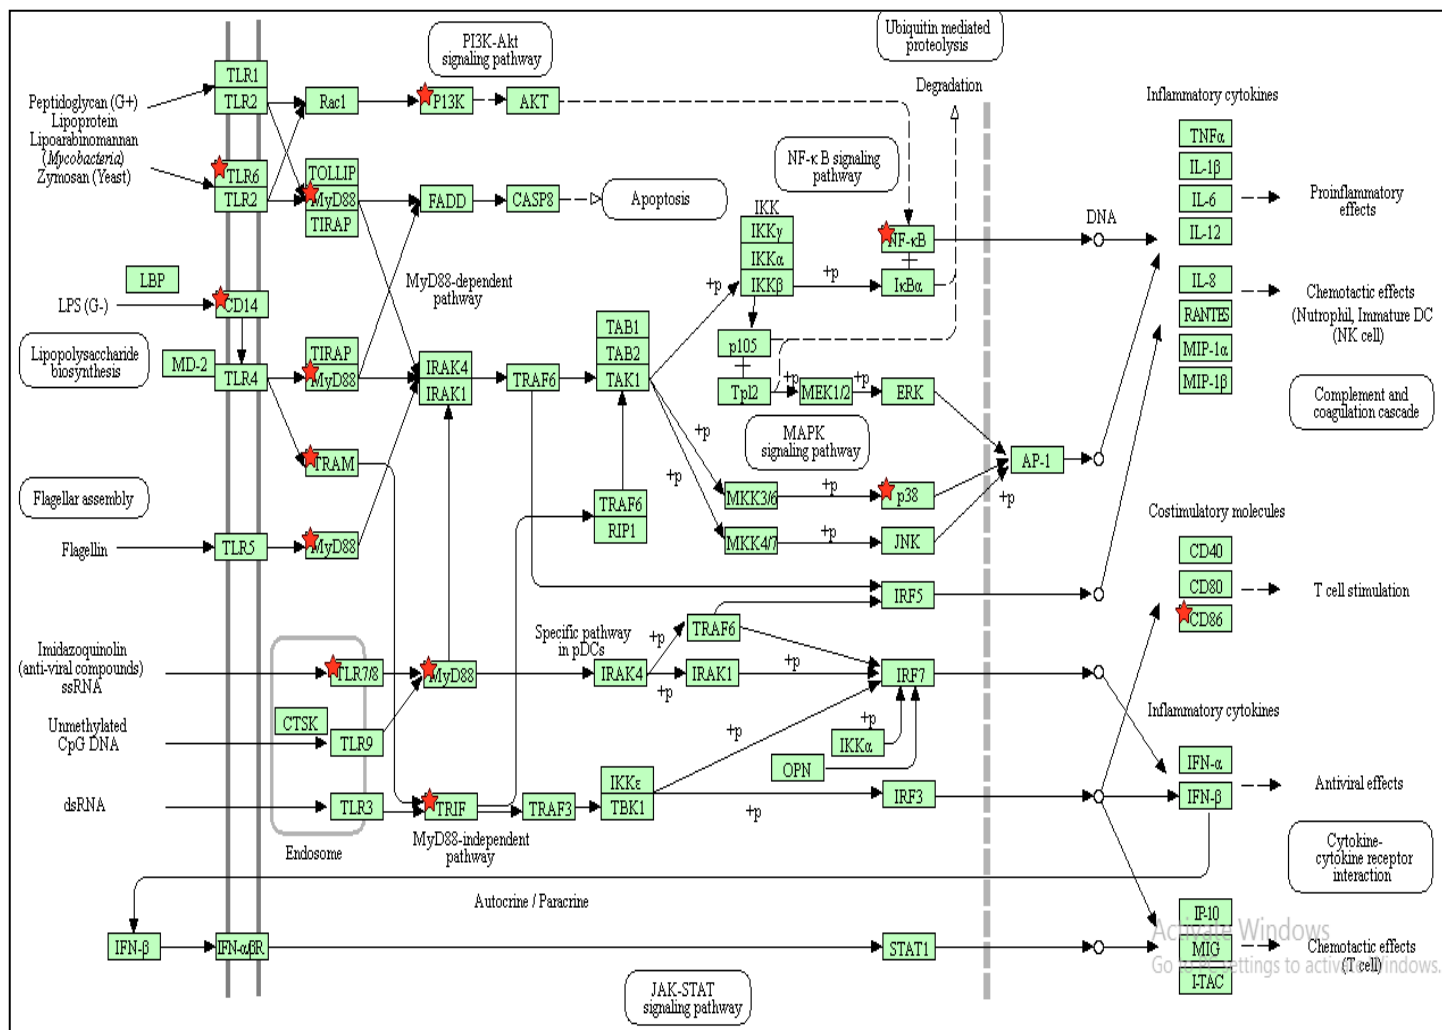 PI3K-Akt
signaling pathway
Ubiquitin mediated
proteolysis
Degradation
Inflammatory cytokines
Peptidoglycan (G+)
Lipoprotein
Lipoarabinomannan
(Mycobacteria)
Zymosan (Yeast)
TLR1
TLR2
Rac1
P13K
AKT
TNFα
IL-1β
IL-6
IL-12
Proinflammatory
effects
NF-κ B signaling
pathway
TLR6
TLR2
TOLLIP
MyD88
TIRAP
FADD
CASP8
Apoptosis
IKK
IKKγ
IKKα
IKKβ
NF-κB
IκBα
+p
+p
DNA
LBP
LPS (G-)
CD14
MyD88-dependent
pathway
IL-8
RANTES
MIP-1α
MIP-1β
Chemotactic effects
(Nutrophil, Immature DC
(NK cell)
Lipopolysaccharide
biosynthesis
MD-2
TLR4
TIRAP
MyD88
IRAK4
IRAK1
TRAF6
TAB1
TAB2
TAK1
p105
Tpl2
+p
MEK1/2
+p
ERK
Complement and
coagulation cascade
MAPK
signaling pathway
+p
+p
AP-1
TRAM
Flagellar assembly
TRAF6
RIP1
MKK3/6
+p
p38
+p
MKK4/7
+p
JNK
Flagellin
TLR5
MyD88
Costimulatory molecules
CD40
CD80
CD86
T cell stimulation
IRF5
Imidazoquinolin
(anti-viral compounds)
ssRNA
TLR7/8
MyD88
Specific pathway
in pDCs
IRAK4
+p
+p
TRAF6
IRAK1
+p
IRF7
Unmethylated
CpG DNA
CTSK
TLR9
+p
+p
IKKα
OPN
Inflammatory cytokines
IFN-α
IFN-β
Antiviral effects
dsRNA
TLR3
TRIF
TRAF3
IKKε
TBK1
+p
IRF3
Endosome
MyD88-independent
pathway
Cytokine-
cytokine receptor
interaction
Autocrine / Paracrine
IFN-β
IFN-α/βR
STAT1
IP-10
MIG
I-TAC
Chemotactic effects
(T cell)
JAK-STAT
signaling pathway
Activate Windows
Go to PC settings to activate Windows.